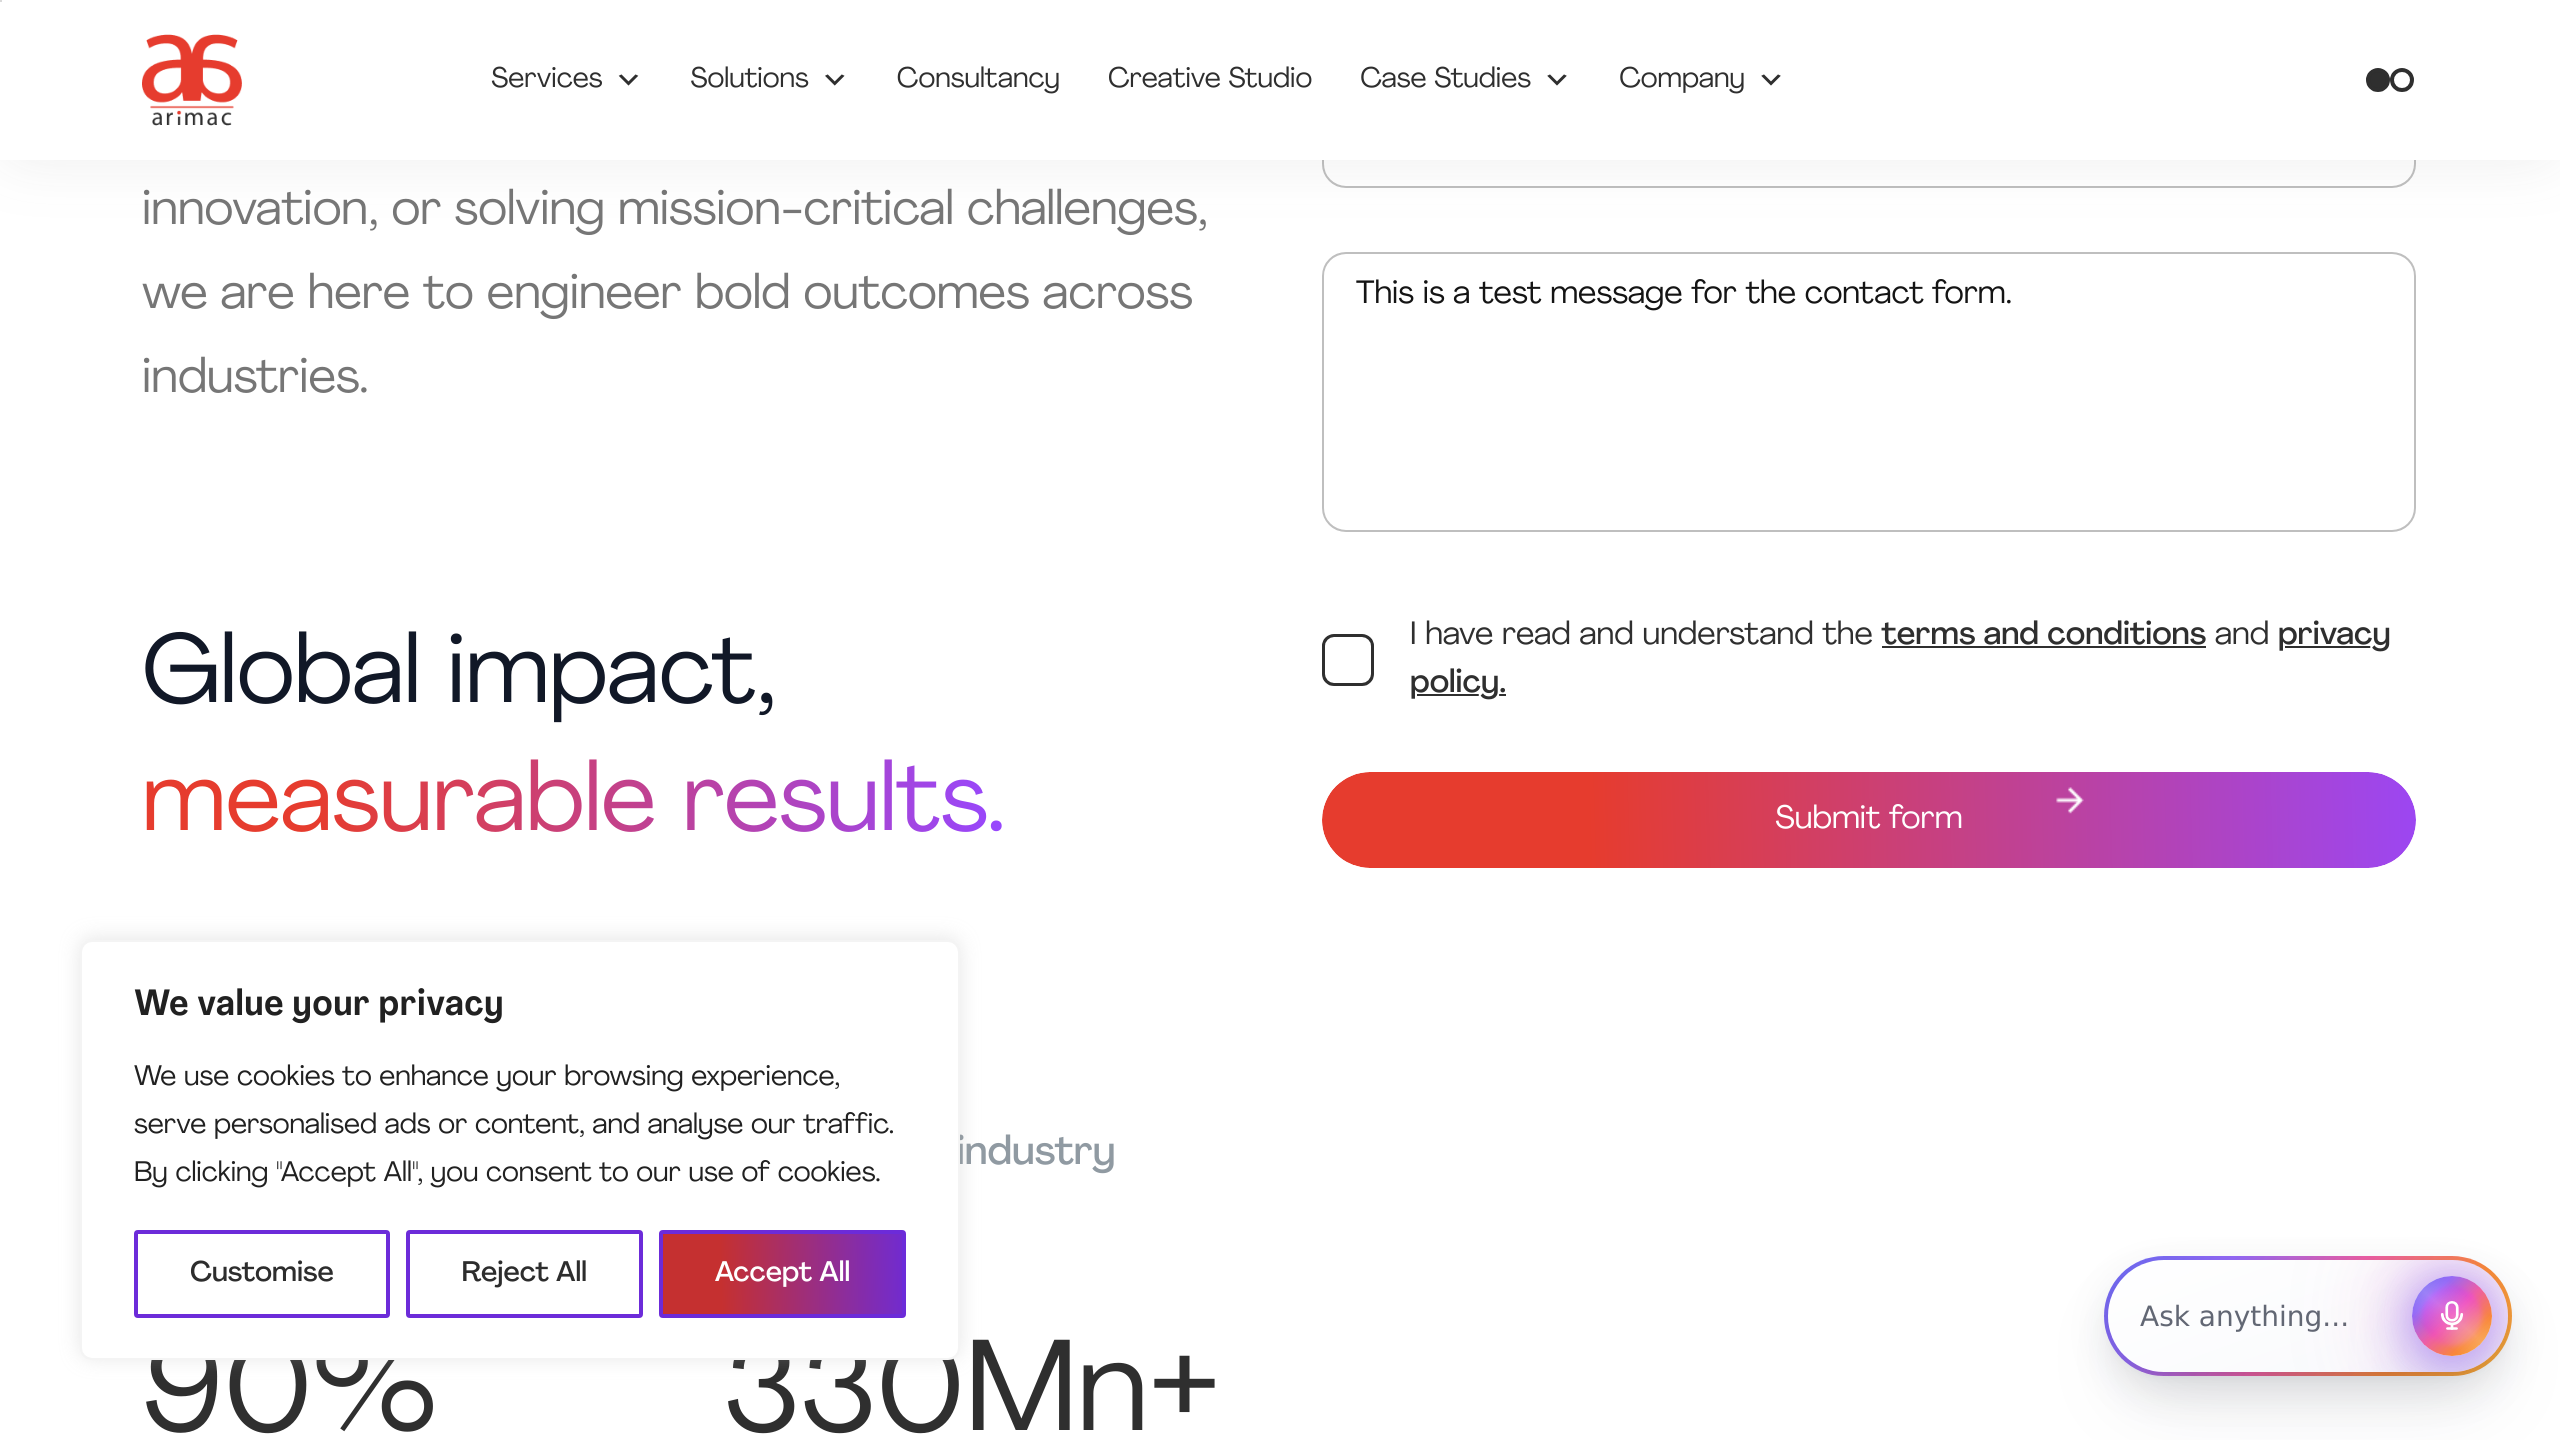 arimac
Services
Solutions
Consultancy
Creative Studio
Case Studies
Company
innovation, or solving mission-critical challenges,
we are here to engineer bold outcomes across
industries.
Global impact,
measurable results.
This is a test message for the contact form.
I have read and understand the terms and conditions and privacy
policy.
Submit form
We value your privacy
We use cookies to enhance your browsing experience,
serve personalised ads or content, and analyse our traffic.
By clicking "Accept All", you consent to our use of cookies.
Customise
Reject All
Accept All
industry
90%
330Mn+
Ask anything...